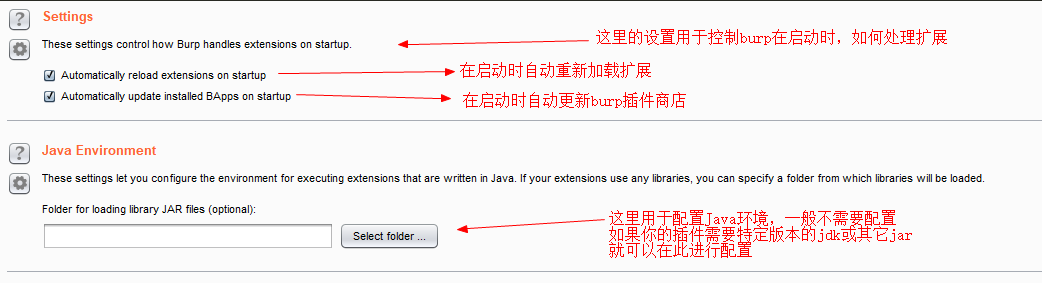 Settings
These settings control how Burp handles extensions on startup.
这里的设置用于控制burp在启动时，如何处理扩展
Automatically reload extensions on startup
在启动时自动重新加载扩展
Automatically update installed BApps on startup
在启动时自动更新burp插件商店
Java Environment
These settings let you configure the environment for executing extensions that are written in Java. If your extensions use any libraries, you can specify a folder from which libraries will be loaded.
Folder for loading library JAR files (optional):
Select folder ...
这里用于配置Java环境，一般不需要配置
如果你的插件需要特定版本的jdk或其它jar
就可以在此进行配置